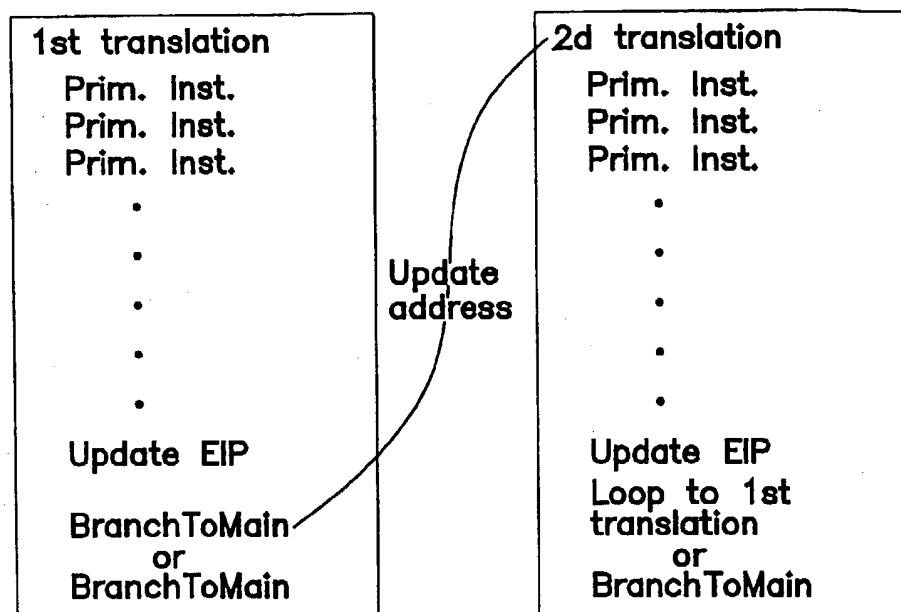 1st translation
Prim. Inst.
Prim. Inst.
Prim. Inst.
Update EIP
BranchToMain
or
BranchToMain
Update
address
2d translation
Prim. Inst.
Prim. Inst.
Prim. Inst.
Update EIP
Loop to 1st
translation
or
BranchToMain